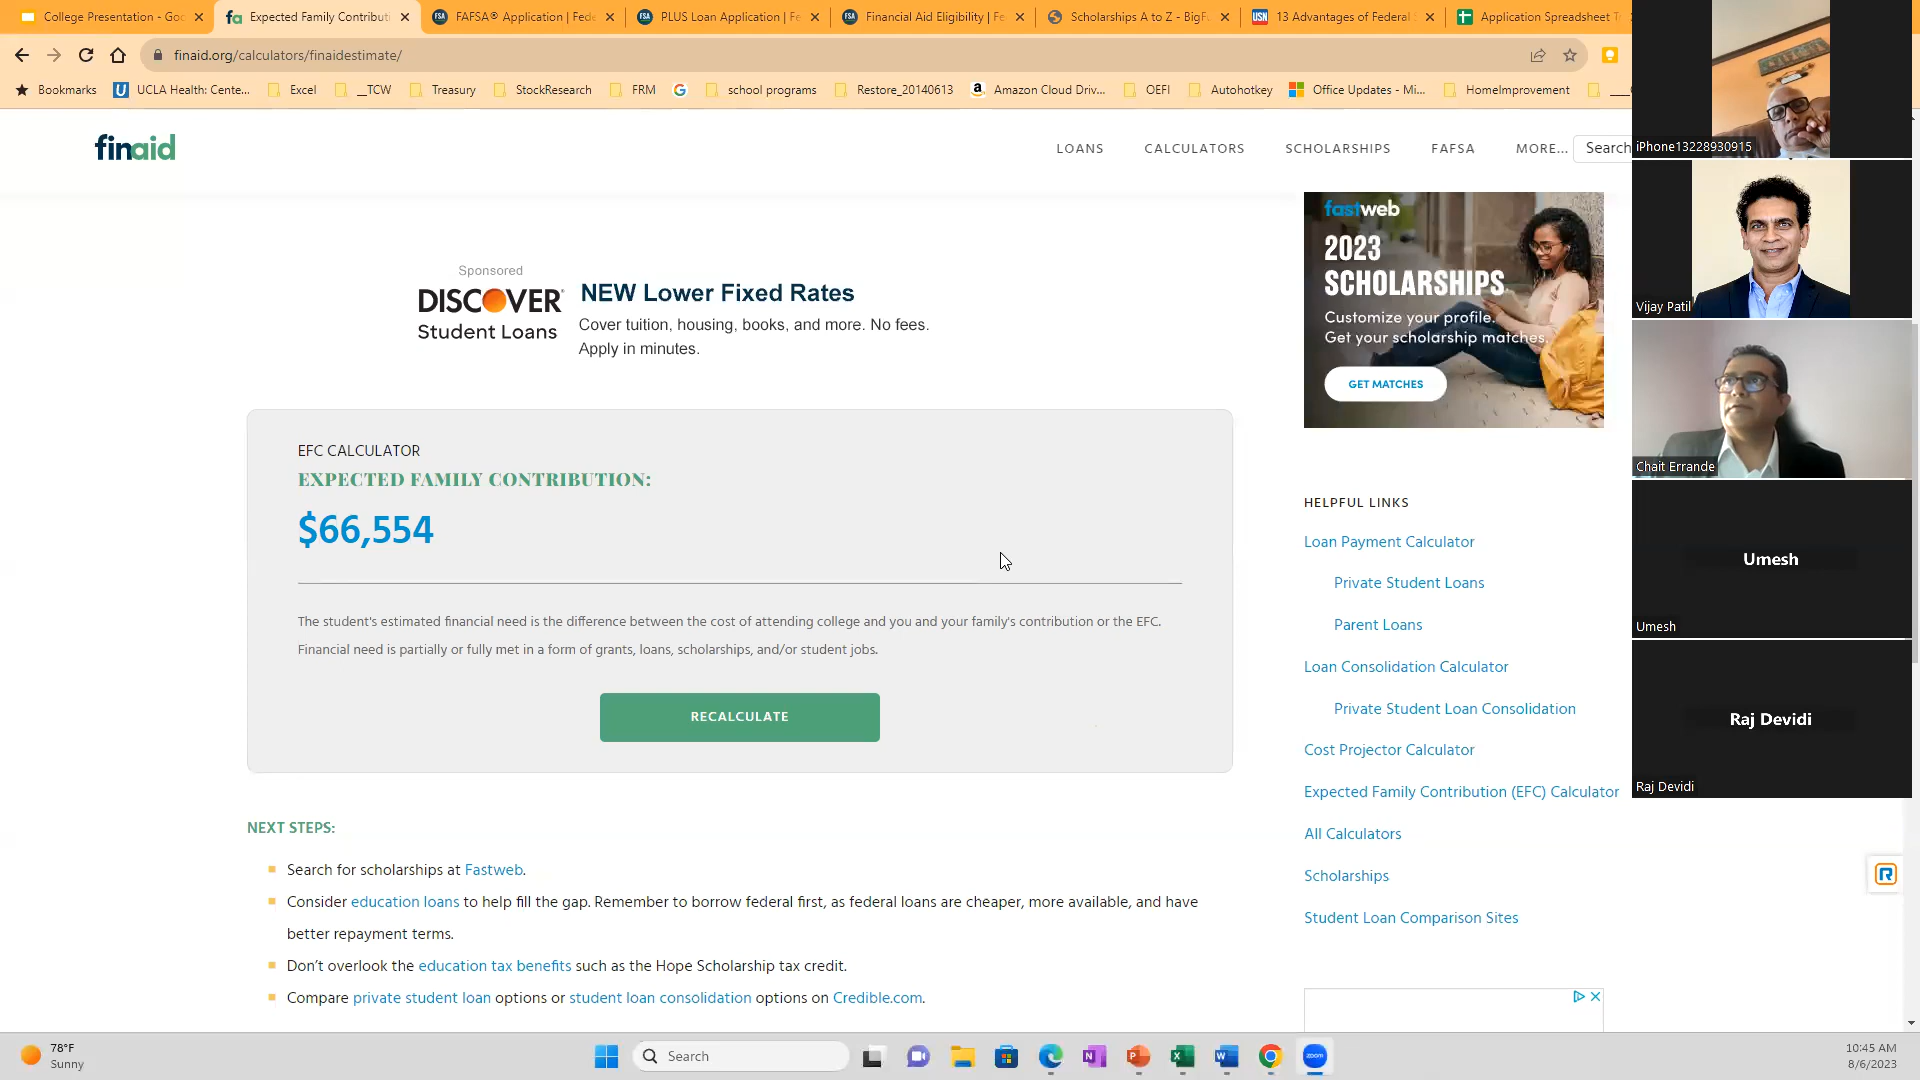 College Presentation - Goo
Expected Family Contributi
FAFSA® Application | Fede
PLUS Loan Application | Fe
Financial Aid Eligibility | Fe
Scholarships A to Z - BigFu
13 Advantages of Federal S
Application Spreadsheet T
finaid.org/calculators/finaidestimate/
Bookmarks
UCLA Health: Cente...
Excel
__TCW
Treasury
StockResearch
FRM
school programs
Restore_20140613
Amazon Cloud Driv...
OEFI
Autohotkey
Office Updates - Mi...
HomeImprovement
finaid
LOANS
CALCULATORS
SCHOLARSHIPS
FAFSA
MORE...
Search
Sponsored
DISCOVER
Student Loans
NEW Lower Fixed Rates
Cover tuition, housing, books, and more. No fees.
Apply in minutes.
EFC CALCULATOR
EXPECTED FAMILY CONTRIBUTION:
$66,554
The student's estimated financial need is the difference between the cost of attending college and you and your family's contribution or the EFC.
Financial need is partially or fully met in a form of grants, loans, scholarships, and/or student jobs.
RECALCULATE
NEXT STEPS:
Search for scholarships at Fastweb.
Consider education loans to help fill the gap. Remember to borrow federal first, as federal loans are cheaper, more available, and have
better repayment terms.
Don't overlook the education tax benefits such as the Hope Scholarship tax credit.
Compare private student loan options or student loan consolidation options on Credible.com.
fastweb
2023
SCHOLARSHIPS
Customize your profile.
Get your scholarship matches.
GET MATCHES
HELPFUL LINKS
Loan Payment Calculator
Private Student Loans
Parent Loans
Loan Consolidation Calculator
Private Student Loan Consolidation
Cost Projector Calculator
Expected Family Contribution (EFC) Calculator
All Calculators
Scholarships
Student Loan Comparison Sites
iPhone13228930915
Vijay Patil
Chait Errande
Umesh
Umesh
Raj Devidi
Raj Devidi
78°F
Sunny
Search
zoom
10:45 AM
8/6/2023